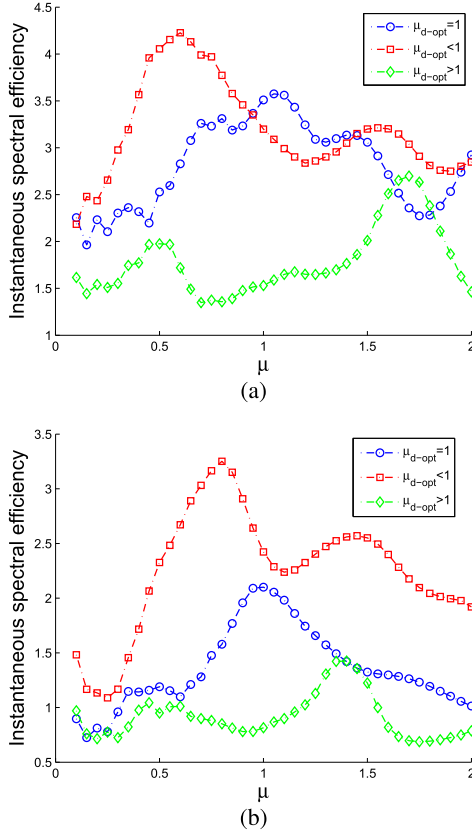 4.5
4
3.5
3
2.5
2
1.5
1
Instantaneous spectral efficiency
μd−opt=1
μd−opt<1
μd−opt>1
0 0.5 1 1.5 2
μ
(a)
3.5
3
2.5
2
1.5
1
0.5
Instantaneous spectral efficiency
μd−opt=1
μd−opt<1
μd−opt>1
0 0.5 1 1.5 2
μ
(b)